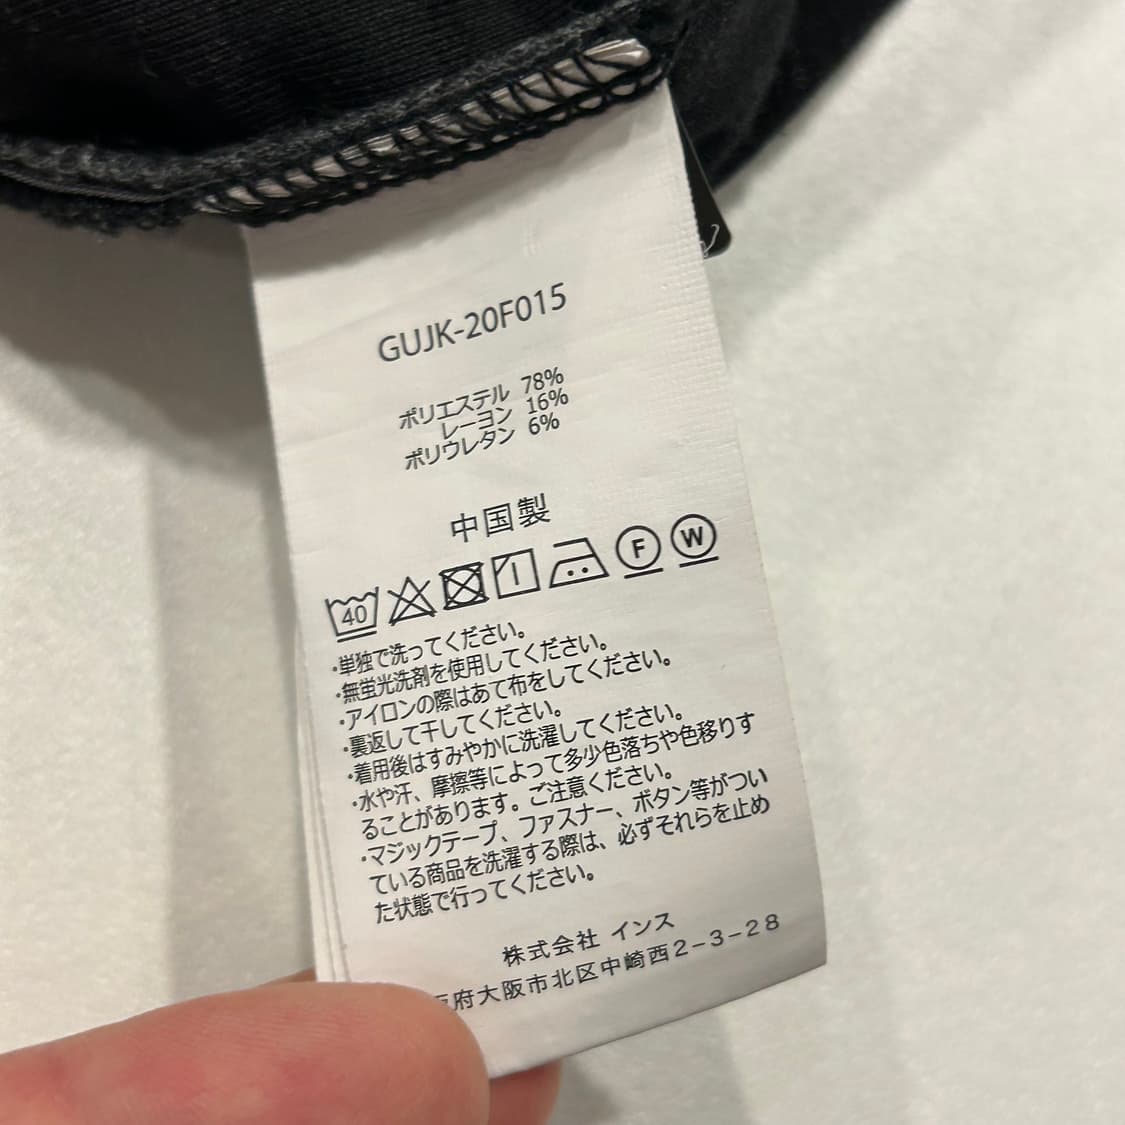 GUJK-20F015
ポリエステル 78%
レーヨン 16%
ポリウレタン 6%
中国製
40 F W
・単独で洗ってください。
・無蛍光洗剤を使用してください。
・アイロンの際はあて布をしてください。
・裏返して干してください。
・着用後はすみやかに洗濯してください。
・水や汗、摩擦等によって多少色落ちや色移りす
ることがあります。ご注意ください。
・マジックテープ、ファスナー、ボタン等がつい
ている商品を洗濯する際は、必ずそれらを止め
た状態で行ってください。
株式会社 インス
府大阪市北区中崎西2-3-28